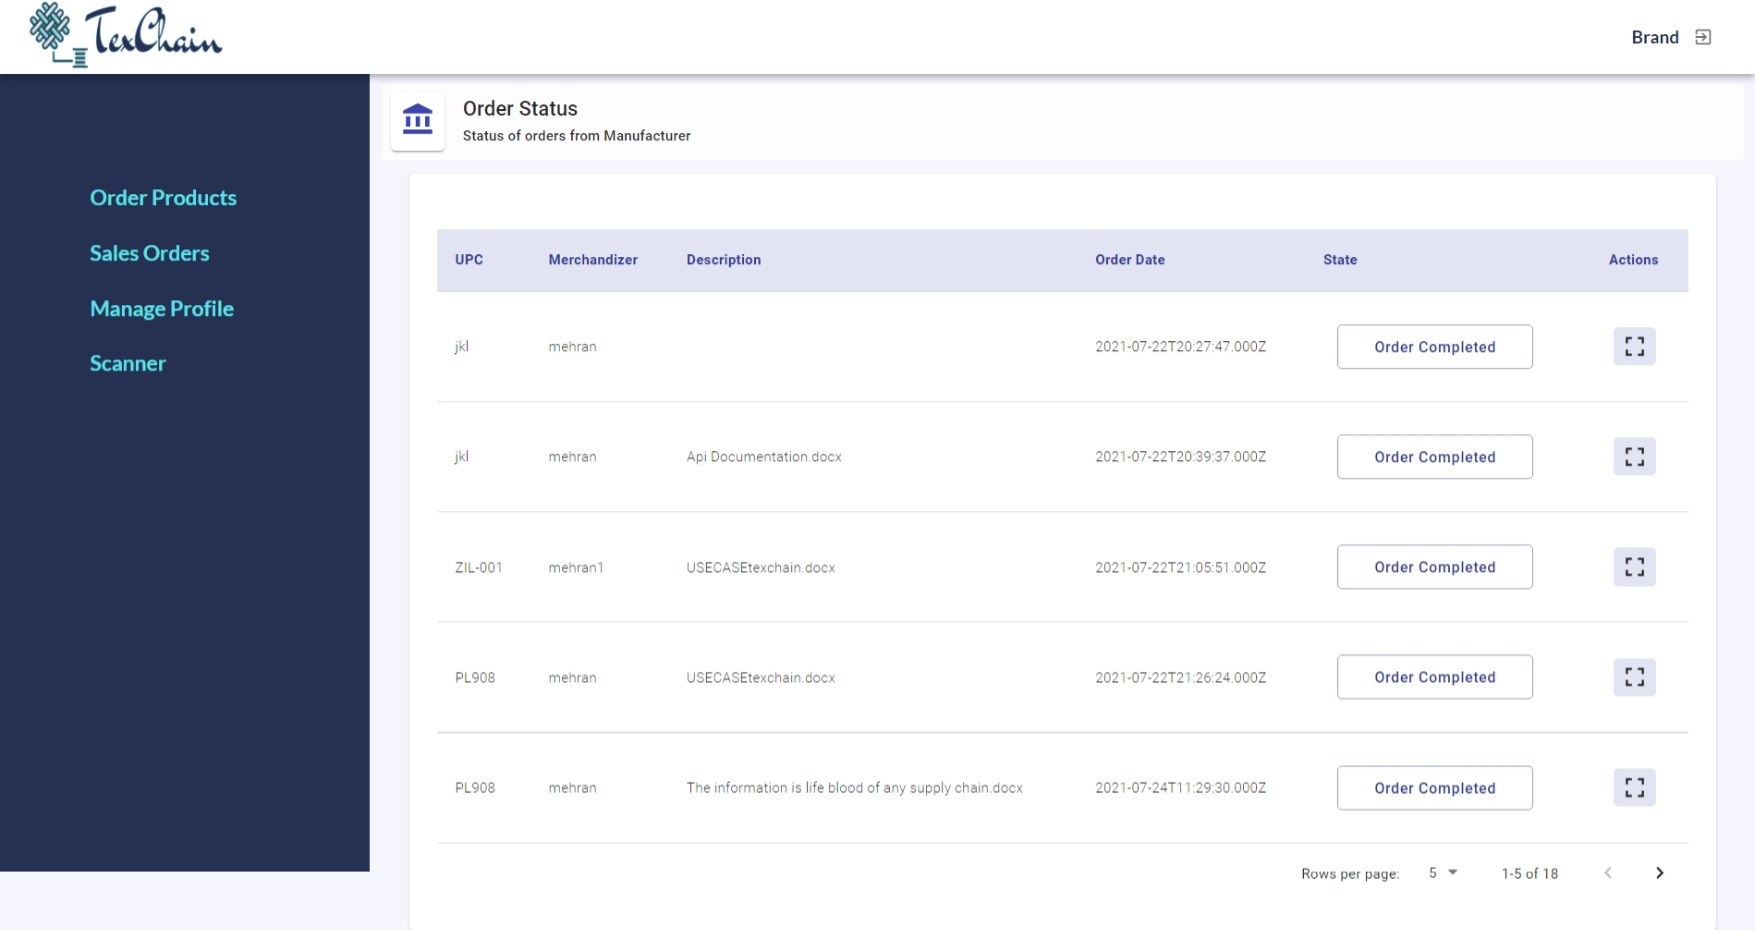 TexChain
Brand
Order Status
Status of orders from Manufacturer
Order Products
Sales Orders
Manage Profile
Scanner
UPC Merchandizer Description Order Date State Actions
jkl mehran 2021-07-22T20:27:47.000Z Order Completed
jkl mehran Api Documentation.docx 2021-07-22T20:39:37.000Z Order Completed
ZIL-001 mehran1 USECASEtexchain.docx 2021-07-22T21:05:51.000Z Order Completed
PL908 mehran USECASEtexchain.docx 2021-07-22T21:26:24.000Z Order Completed
PL908 mehran The information is life blood of any supply chain.docx 2021-07-24T11:29:30.000Z Order Completed
Rows per page: 5 1-5 of 18